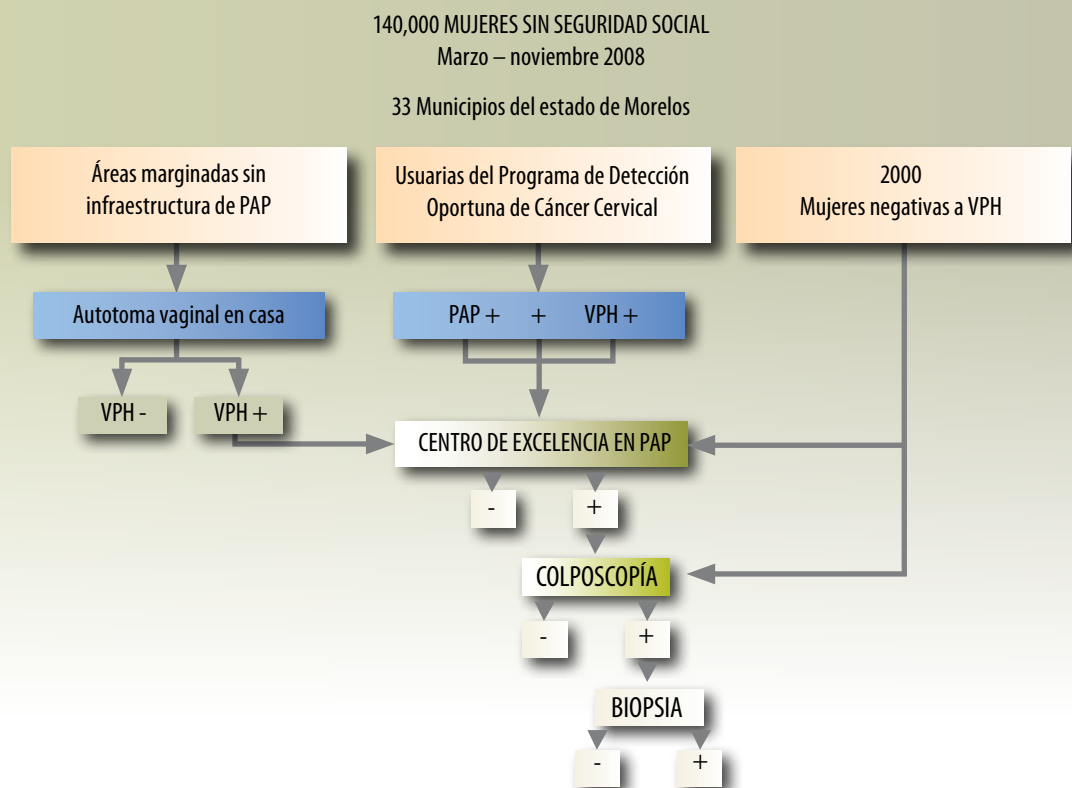 140,000 MUJERES SIN SEGURIDAD SOCIAL
Marzo – noviembre 2008
33 Municipios del estado de Morelos
Áreas marginadas sin
infraestructura de PAP
Usuarias del Programa de Detección
Oportuna de Cáncer Cervical
2000
Mujeres negativas a VPH
Autotoma vaginal en casa
PAP + + VPH +
VPH -
VPH +
CENTRO DE EXCELENCIA EN PAP
-
+
COLPOSCOPÍA
-
+
BIOPSIA
-
+